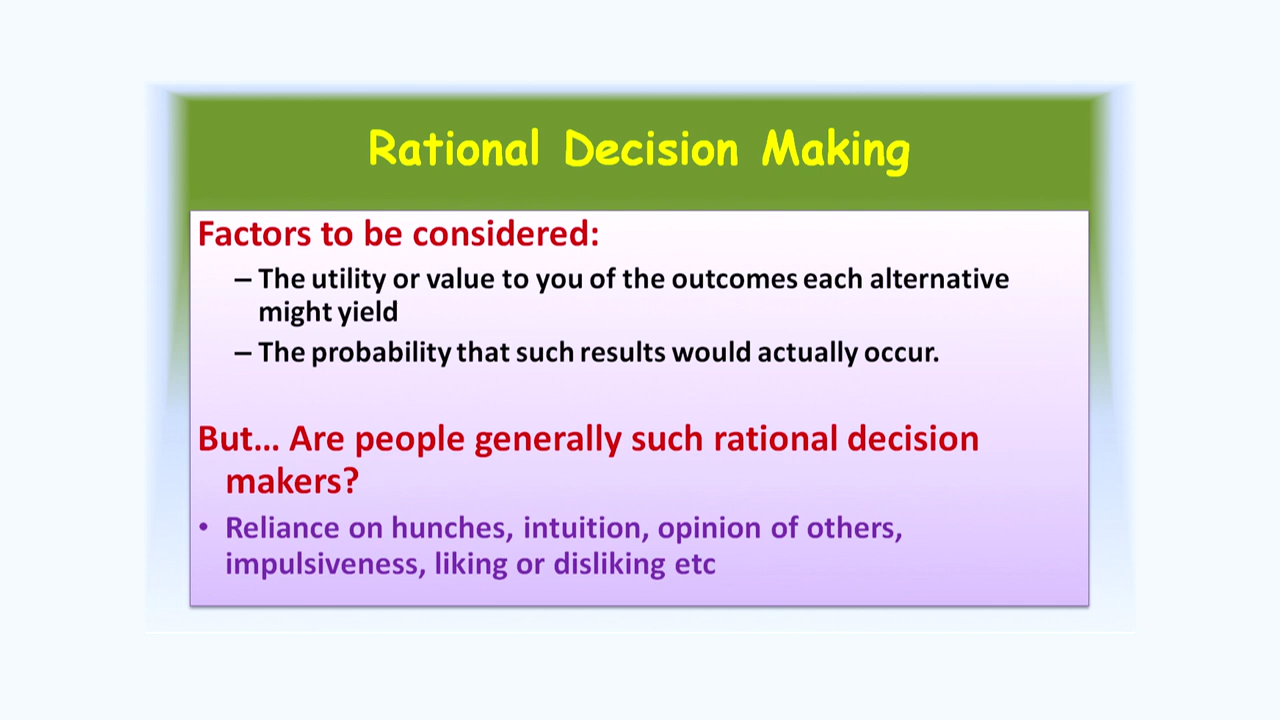 Rational Decision Making
Factors to be considered:
– The utility or value to you of the outcomes each alternative
might yield
– The probability that such results would actually occur.
But... Are people generally such rational decision
makers?
• Reliance on hunches, intuition, opinion of others,
impulsiveness, liking or disliking etc